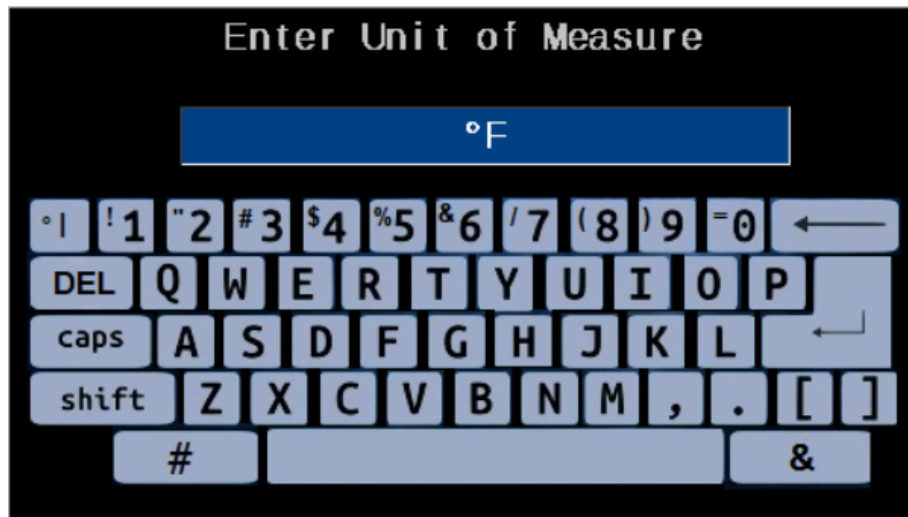 Enter Unit of Measure
°F
°| !1 "2 #3 $4 %5 &6 /7 (8 )9 =0
DEL Q W E R T Y U I O P
caps A S D F G H J K L
shift Z X C V B N M , . [ ]
# &